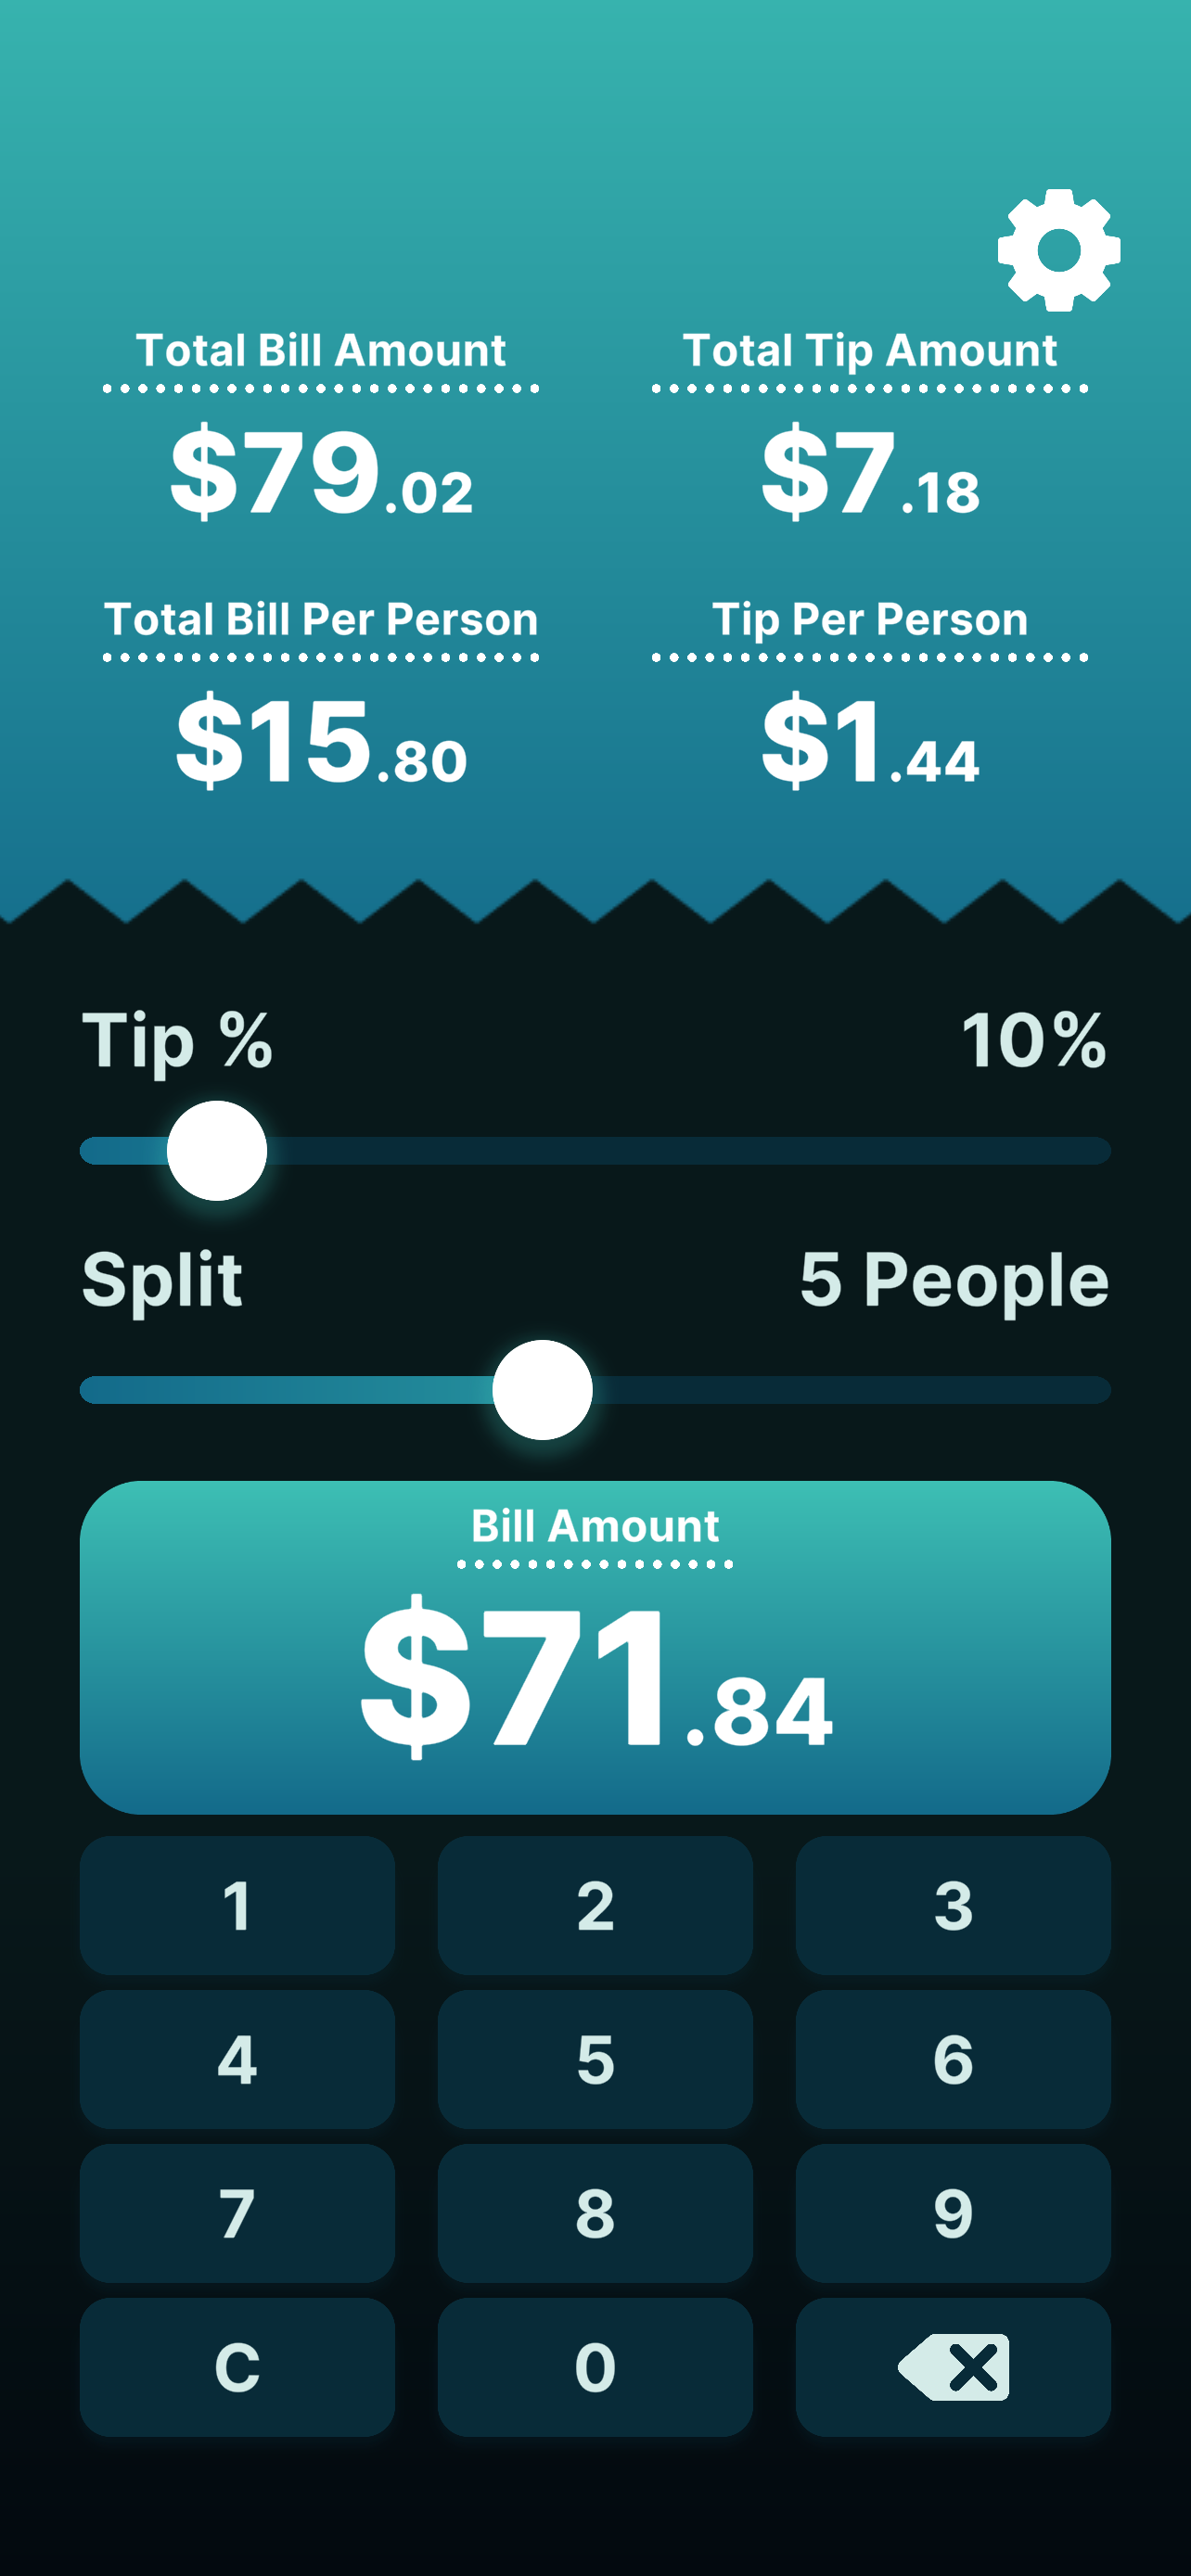 Total Bill Amount
Total Tip Amount
$79.02
$7.18
Total Bill Per Person
Tip Per Person
$15.80
$1.44
Tip %
10%
Split
5 People
Bill Amount
$71.84
1
2
3
4
5
6
7
8
9
C
0